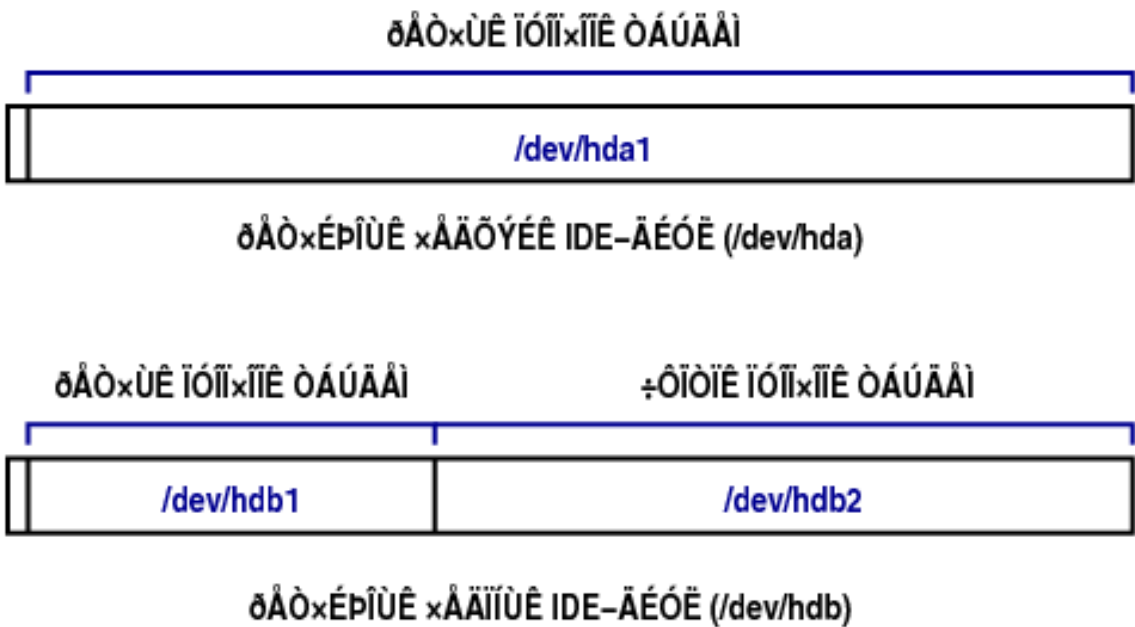 ðÅÒ×ÙÊ ÏÓÎÏ×ÎÏÊ ÒÁÚÄÅÌ
/dev/hda1
ðÅÒ×ÉÞÎÙÊ ×ÅÄÕÝÉÊ IDE–ÄÉÓË (/dev/hda)
ðÅÒ×ÙÊ ÏÓÎÏ×ÎÏÊ ÒÁÚÄÅÌ ÷ÔÏÒÏÊ ÏÓÎÏ×ÎÏÊ ÒÁÚÄÅÌ
/dev/hdb1 /dev/hdb2
ðÅÒ×ÉÞÎÙÊ ×ÅÄÏÍÙÊ IDE–ÄÉÓË (/dev/hdb)